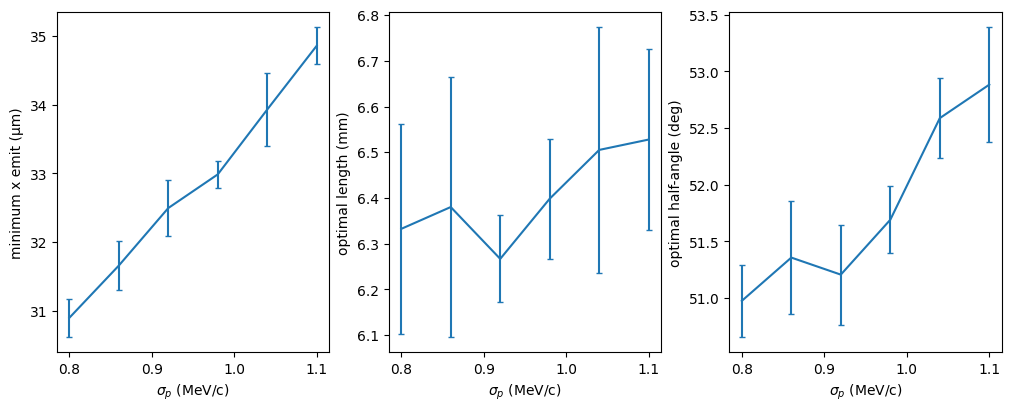 minimum x emit (μm)
35
34
33
32
31
0.8 0.9 1.0 1.1
σp (MeV/c)
optimal length (mm)
6.8
6.7
6.6
6.5
6.4
6.3
6.2
6.1
0.8 0.9 1.0 1.1
σp (MeV/c)
optimal half-angle (deg)
53.5
53.0
52.5
52.0
51.5
51.0
0.8 0.9 1.0 1.1
σp (MeV/c)